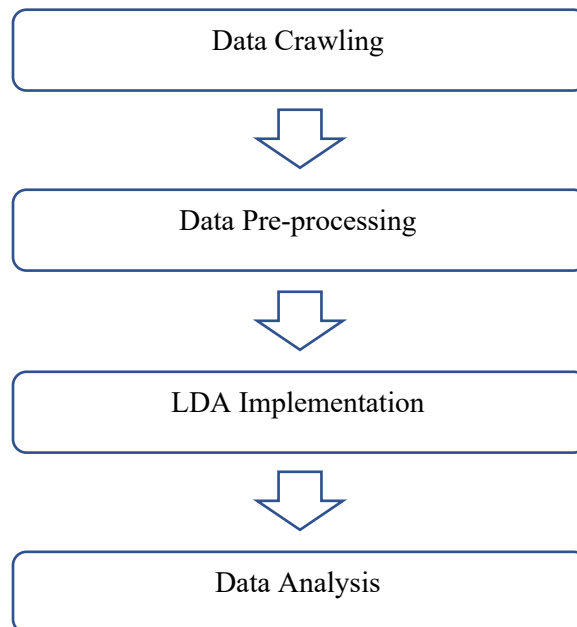 Data Crawling
Data Pre-processing
LDA Implementation
Data Analysis